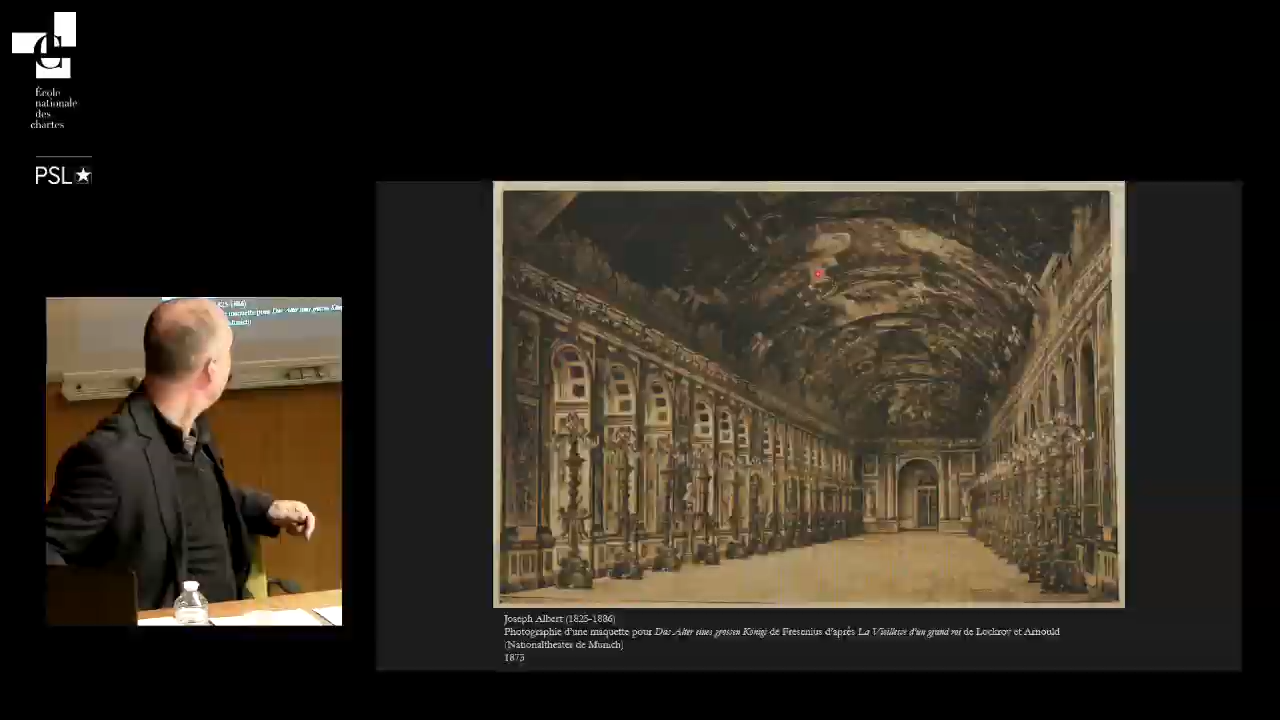 École
nationale
des
chartes
PSL
Joseph Albert (1825-1886)
Photographie d'une maquette pour Das Alter eines grossen Königs de Fresenius d'après La Vieillesse d'un grand roi de Lockroy et Arnould
(Nationaltheater de Munich)
1873